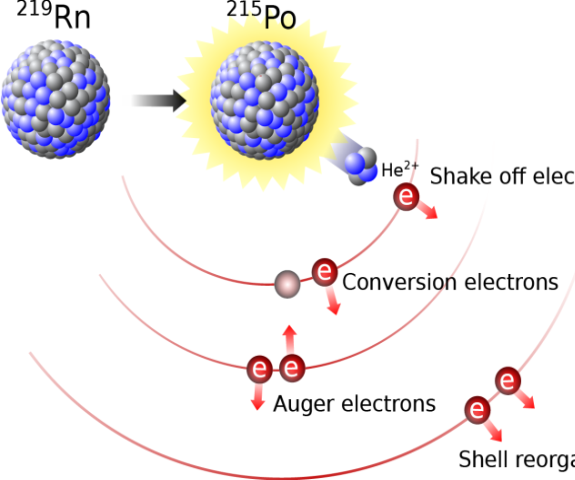 ²¹⁹Rn
²¹⁵Po
He²⁺
Shake off elec
e
e
Conversion electrons
e e
Auger electrons
e
e
Shell reorga